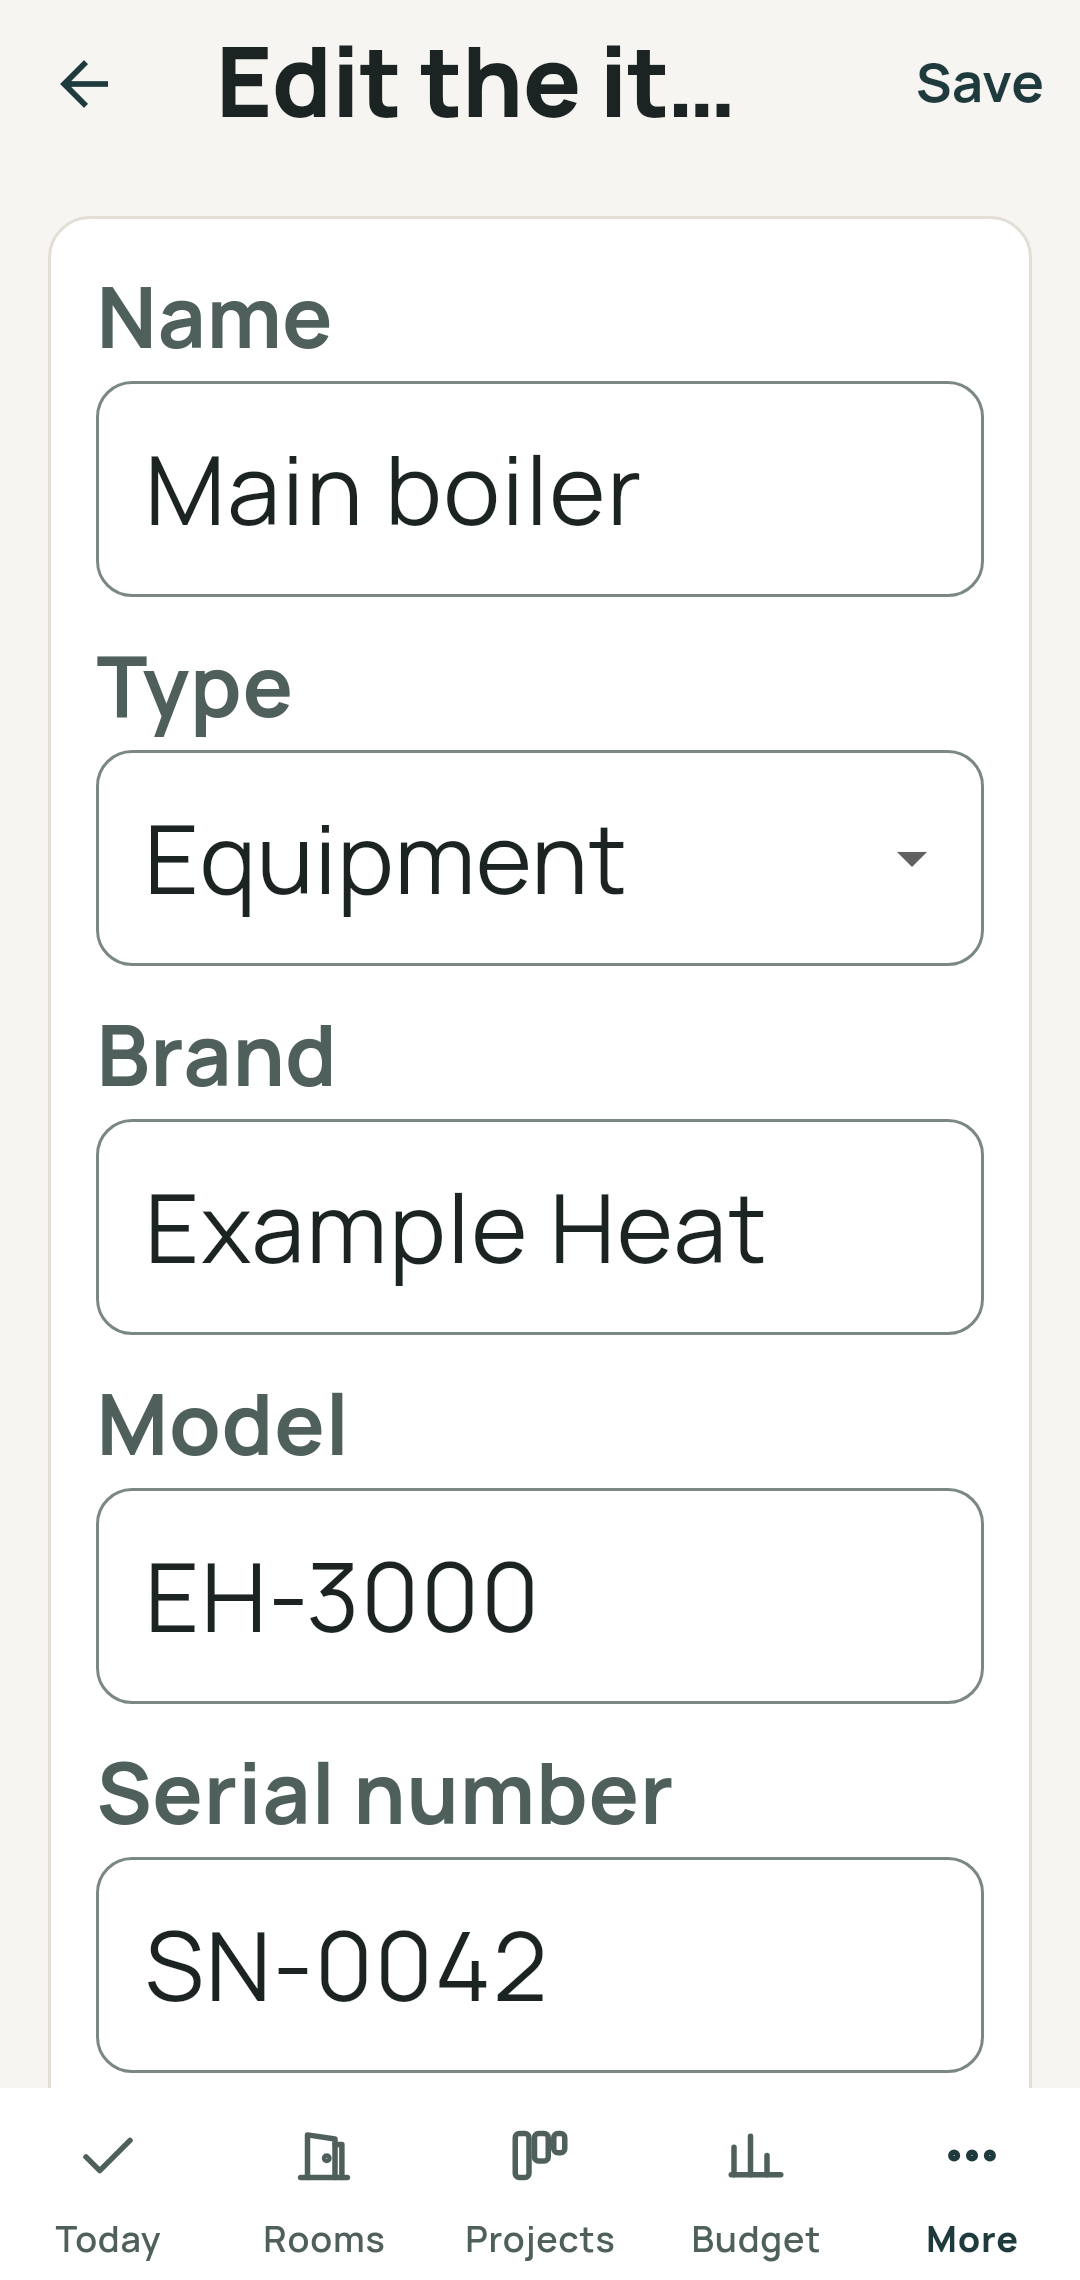 Edit the it...
Save
Name
Main boiler
Type
Equipment
Brand
Example Heat
Model
EH-3000
Serial number
SN-0042
Today
Rooms
Projects
Budget
More